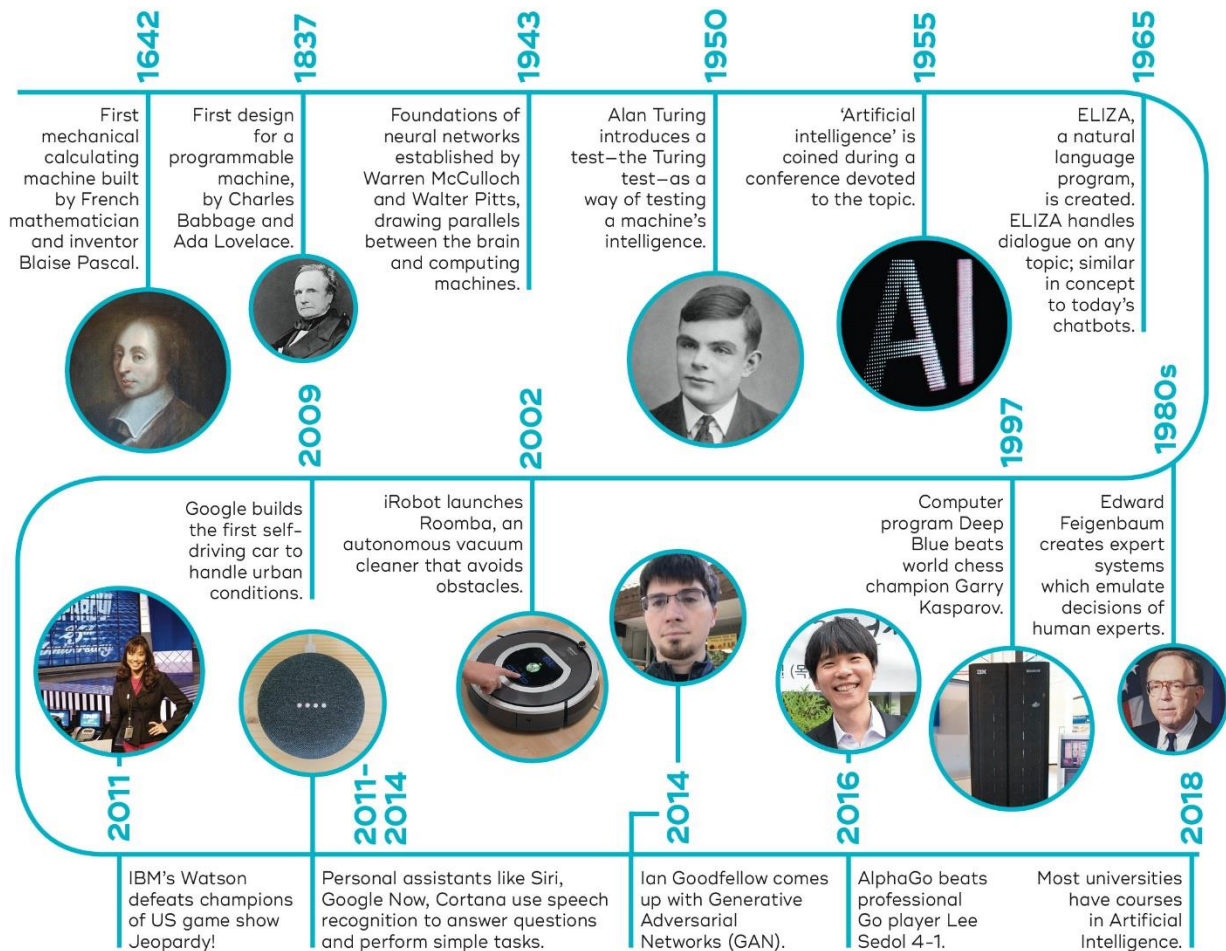 1642
First
mechanical
calculating
machine built
by French
mathematician
and inventor
Blaise Pascal.
1837
First design
for a
programmable
machine,
by Charles
Babbage and
Ada Lovelace.
1943
Foundations of
neural networks
established by
Warren McCulloch
and Walter Pitts,
drawing parallels
between the brain
and computing
machines.
1950
Alan Turing
introduces a
test—the Turing
test—as a
way of testing
a machine's
intelligence.
1955
'Artificial
intelligence' is
coined during a
conference devoted
to the topic.
AI
1965
ELIZA,
a natural
language
program,
is created.
ELIZA handles
dialogue on any
topic; similar
in concept
to today's
chatbots.
1980s
Edward
Feigenbaum
creates expert
systems
which emulate
decisions of
human experts.
1997
Computer
program Deep
Blue beats
world chess
champion Garry
Kasparov.
IBM
2002
iRobot launches
Roomba, an
autonomous vacuum
cleaner that avoids
obstacles.
2009
Google builds
the first self-
driving car to
handle urban
conditions.
2011
IBM's Watson
defeats champions
of US game show
Jeopardy!
2011-
2014
Personal assistants like Siri,
Google Now, Cortana use speech
recognition to answer questions
and perform simple tasks.
2014
Ian Goodfellow comes
up with Generative
Adversarial
Networks (GAN).
2016
AlphaGo beats
professional
Go player Lee
Sedol 4-1.
2018
Most universities
have courses
in Artificial
Intelligence.